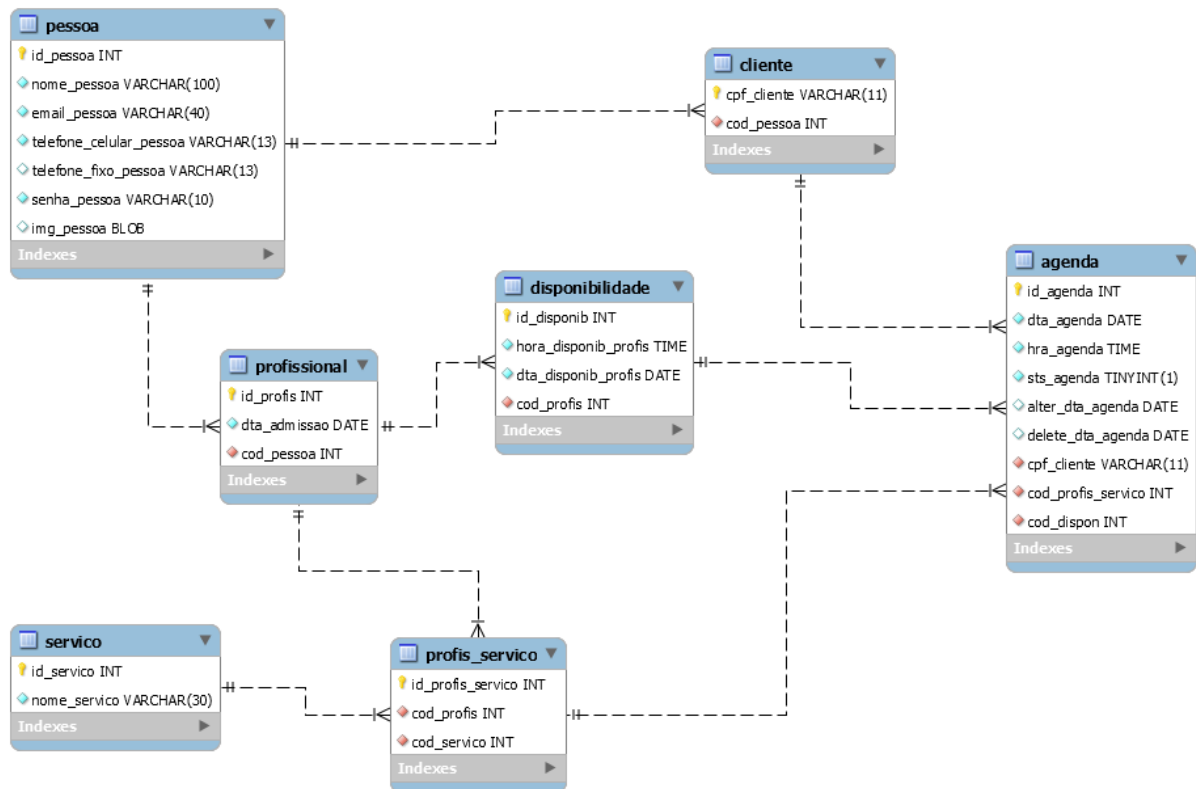 pessoa
id_pessoa INT
nome_pessoa VARCHAR(100)
email_pessoa VARCHAR(40)
telefone_celular_pessoa VARCHAR(13)
telefone_fixo_pessoa VARCHAR(13)
senha_pessoa VARCHAR(10)
img_pessoa BLOB
Indexes
cliente
cpf_cliente VARCHAR(11)
cod_pessoa INT
Indexes
disponibilidade
id_disponib INT
hora_disponib_profis TIME
dta_disponib_profis DATE
cod_profis INT
Indexes
agenda
id_agenda INT
dta_agenda DATE
hra_agenda TIME
sts_agenda TINYINT(1)
alter_dta_agenda DATE
delete_dta_agenda DATE
cpf_cliente VARCHAR(11)
cod_profis_servico INT
cod_dispon INT
Indexes
profissional
id_profis INT
dta_admissao DATE
cod_pessoa INT
Indexes
servico
id_servico INT
nome_servico VARCHAR(30)
Indexes
profis_servico
id_profis_servico INT
cod_profis INT
cod_servico INT
Indexes